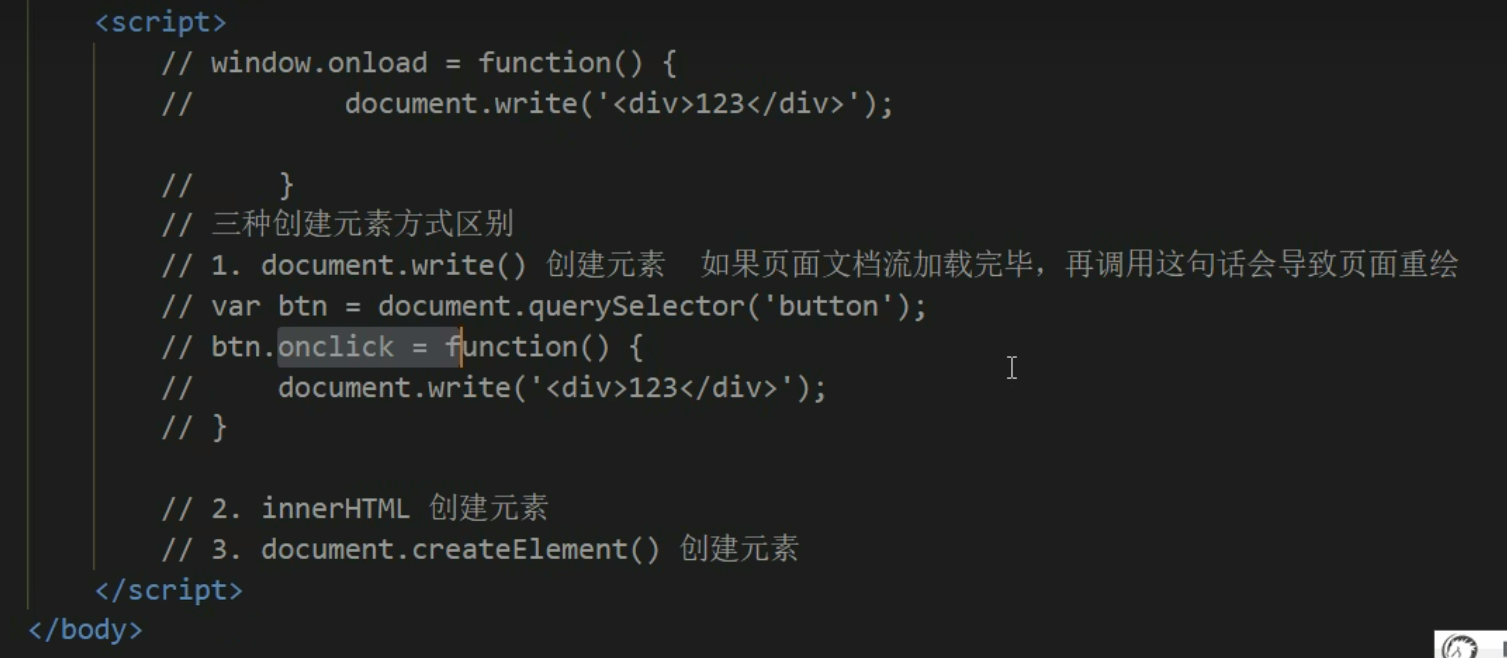 <script>
// window.onload = function() {
//         document.write('<div>123</div>');
//     }
// 三种创建元素方式区别
// 1. document.write() 创建元素  如果页面文档流加载完毕，再调用这句话会导致页面重绘
// var btn = document.querySelector('button');
// btn.onclick = function() {
//     document.write('<div>123</div>');
// }
// 2. innerHTML 创建元素
// 3. document.createElement() 创建元素
</script>
</body>